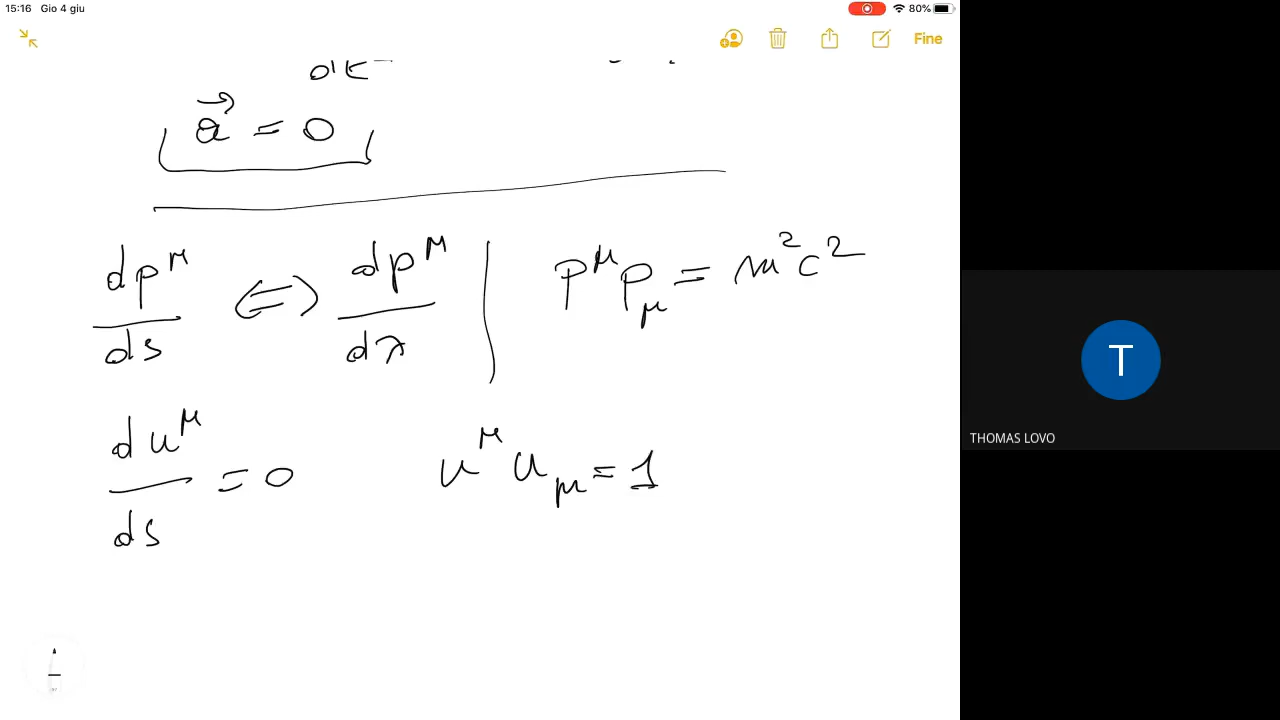 15:16 Gio 4 giu 80%
Fine
a⃗ = 0
dp^μ/ds ⇔ dp^μ/dλ | p^μ p_μ = m²c²
du^μ/ds = 0 u^μ u_μ = 1
T
THOMAS LOVO